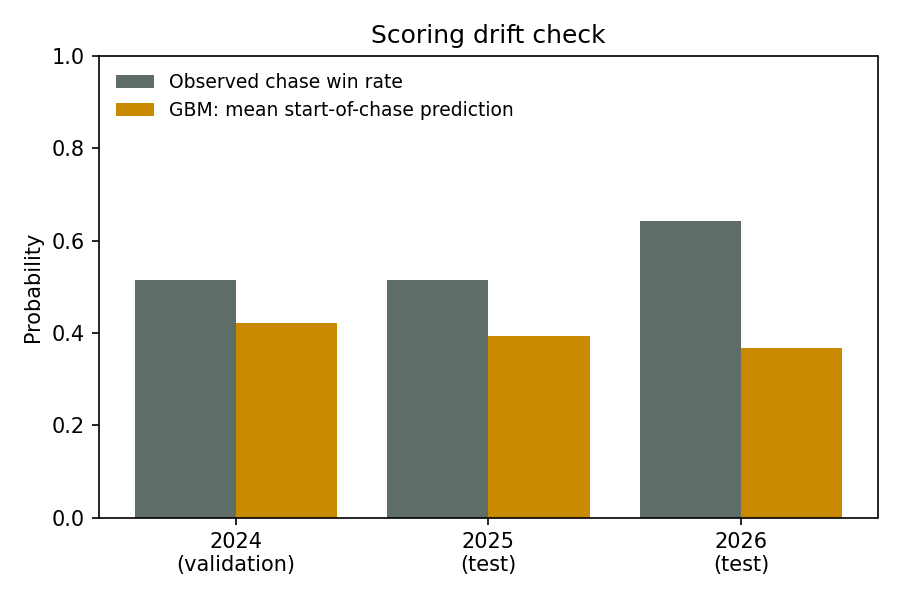 Scoring drift check
Observed chase win rate
GBM: mean start-of-chase prediction
Probability
1.0
0.8
0.6
0.4
0.2
0.0
2024
(validation)
2025
(test)
2026
(test)